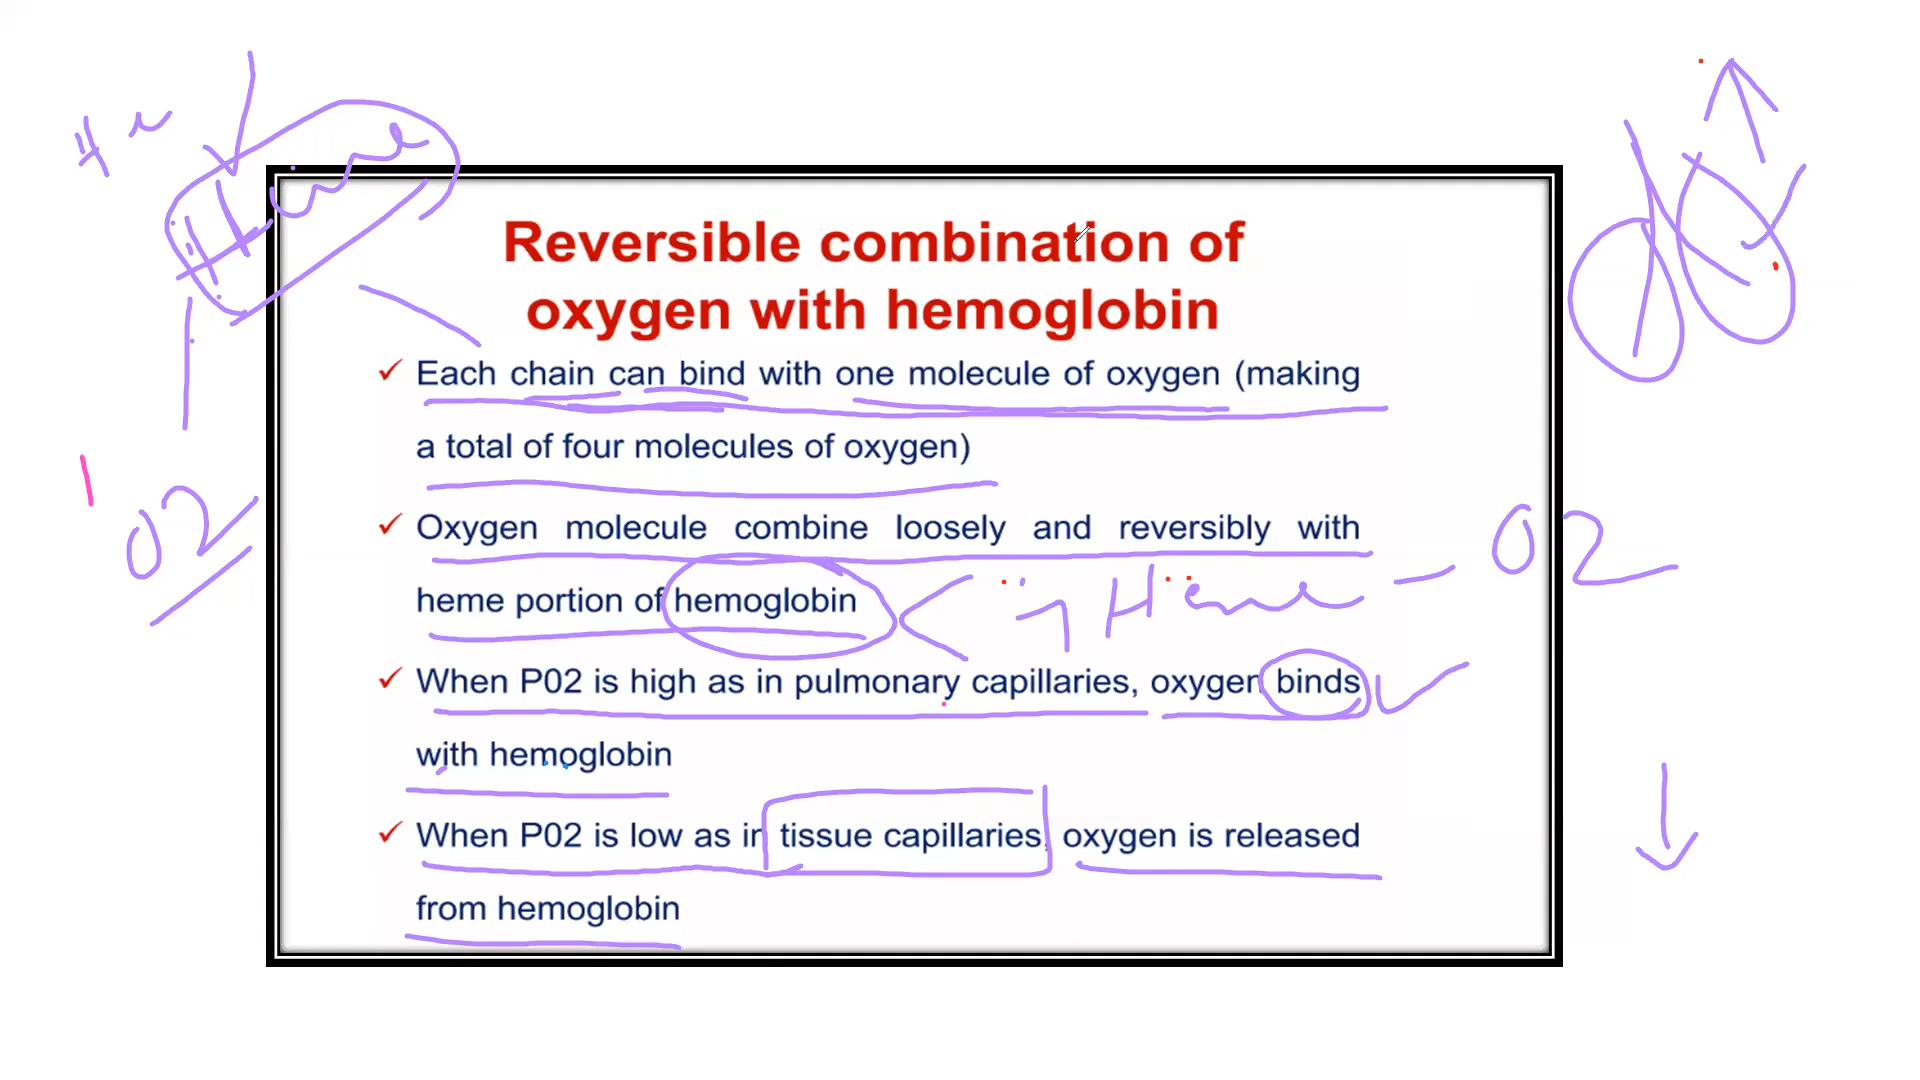 Heme
Reversible combination of
oxygen with hemoglobin
✓ Each chain can bind with one molecule of oxygen (making
a total of four molecules of oxygen)
02
✓ Oxygen molecule combine loosely and reversibly with
heme portion of hemoglobin
Heme - 02
✓ When P02 is high as in pulmonary capillaries, oxygen binds
with hemoglobin
✓ When P02 is low as in tissue capillaries, oxygen is released
from hemoglobin